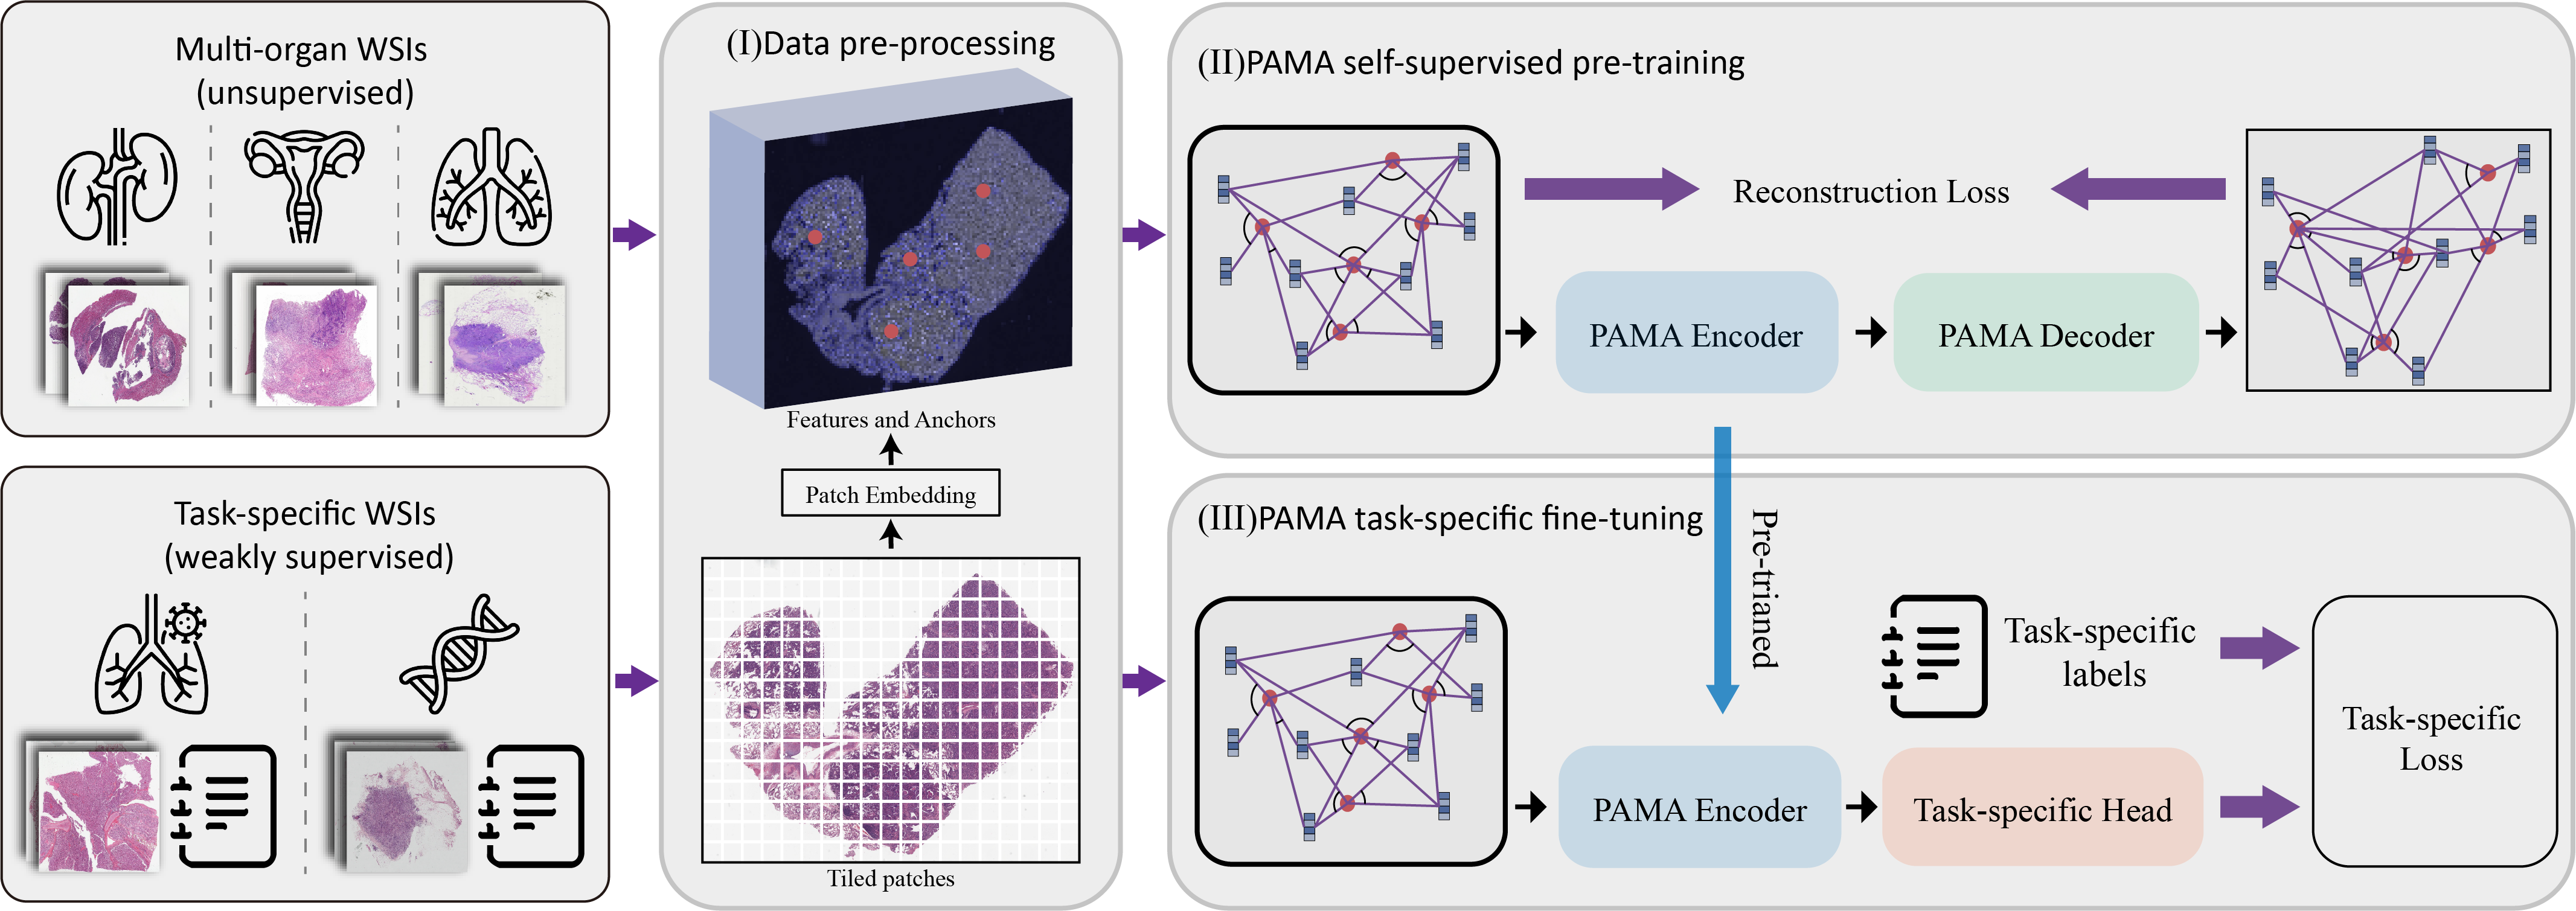 Multi-organ WSIs
(unsupervised)
Task-specific WSIs
(weakly supervised)
(I)Data pre-processing
Features and Anchors
Patch Embedding
Tiled patches
(II)PAMA self-supervised pre-training
Reconstruction Loss
PAMA Encoder
PAMA Decoder
Pre-trianed
(III)PAMA task-specific fine-tuning
Task-specific
labels
PAMA Encoder
Task-specific Head
Task-specific
Loss